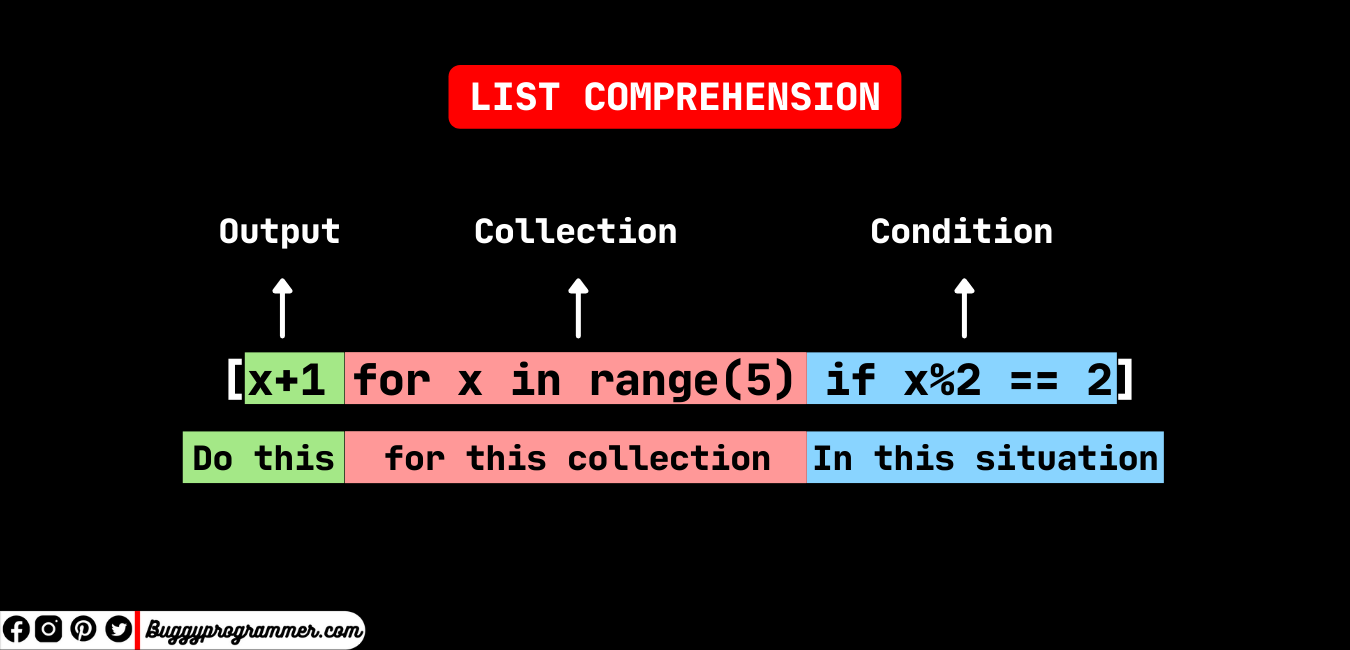 LIST COMPREHENSION
Output Collection Condition
[x+1 for x in range(5) if x%2 == 2]
Do this for this collection In this situation
Buggyprogrammer.com